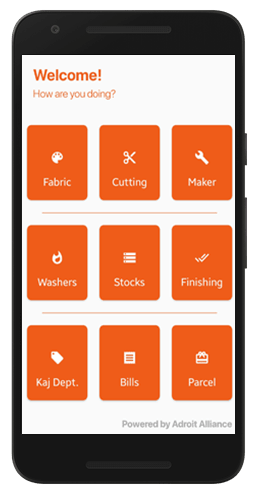 Welcome!
How are you doing?
Fabric Cutting Maker
Washers Stocks Finishing
Kaj Dept. Bills Parcel
Powered by Adroit Alliance